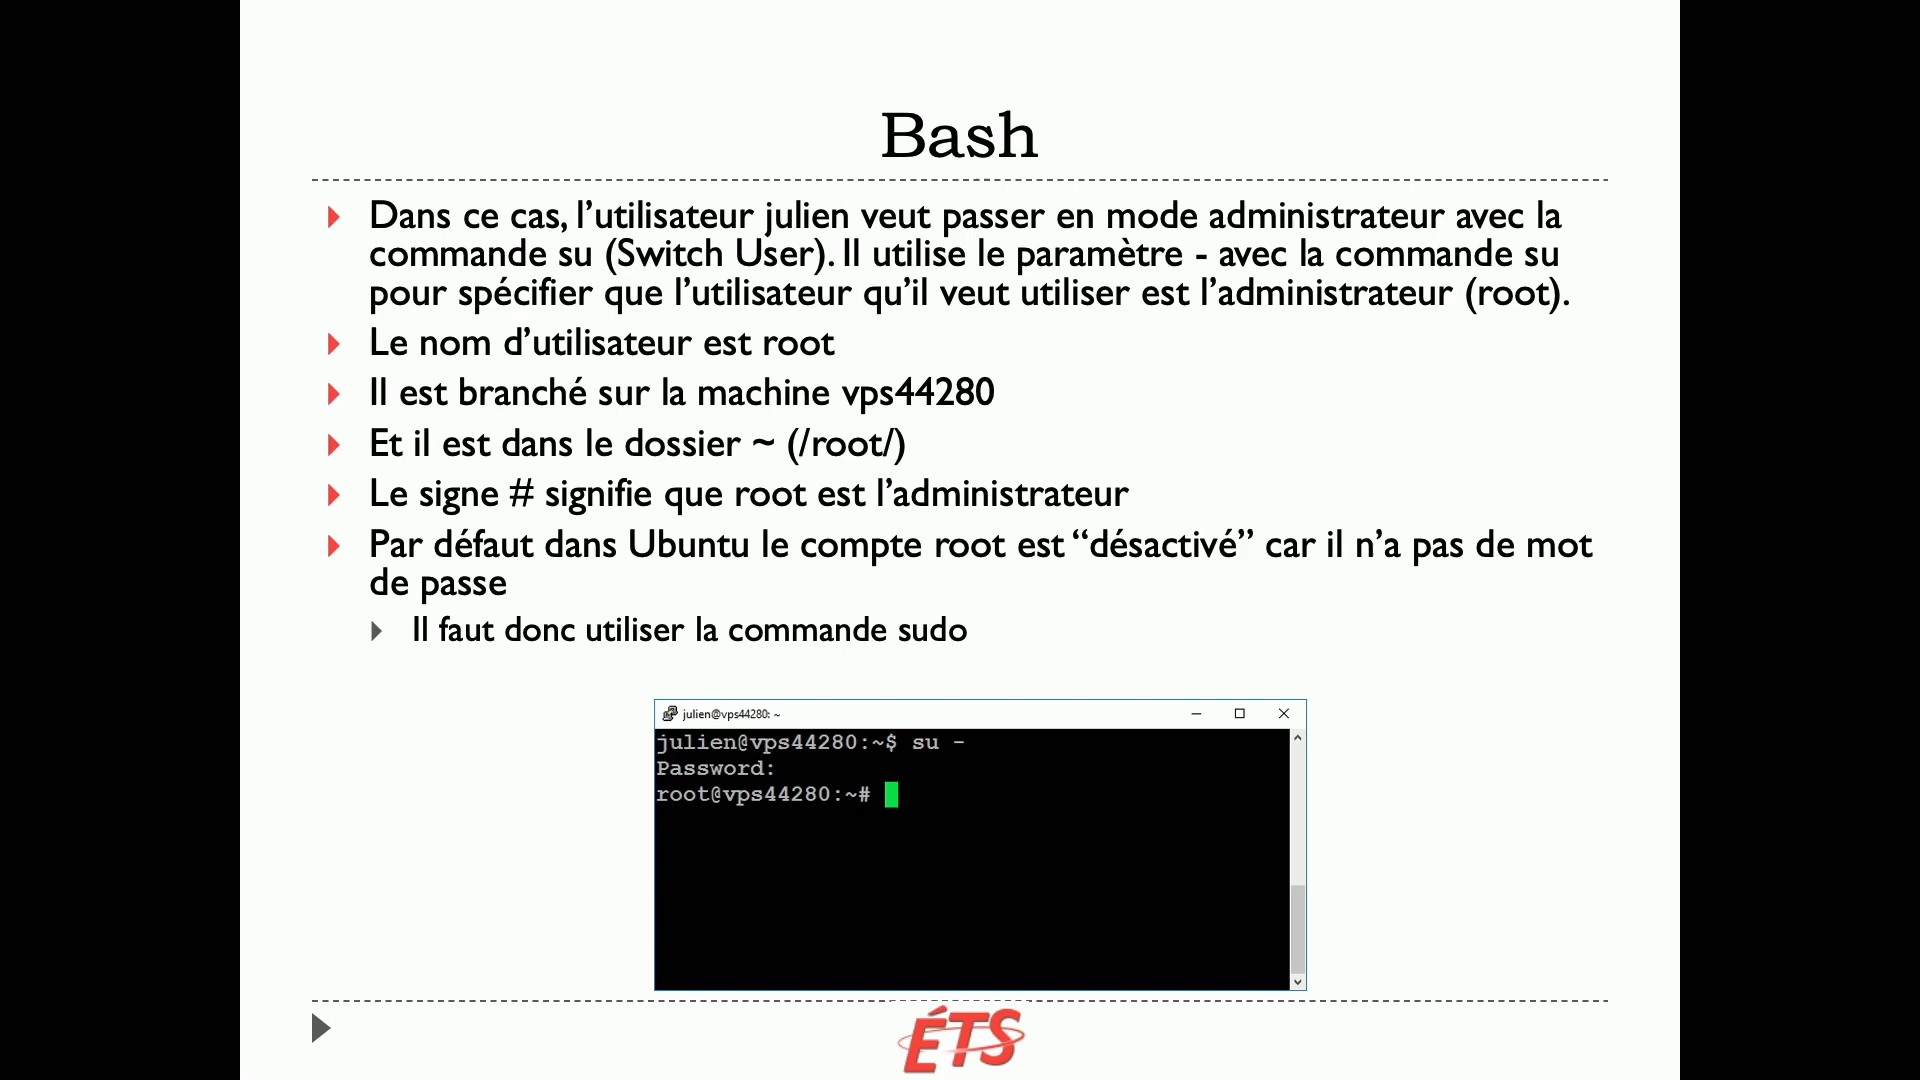 Bash
Dans ce cas, l’utilisateur julien veut passer en mode administrateur avec la
commande su (Switch User). Il utilise le paramètre - avec la commande su
pour spécifier que l’utilisateur qu’il veut utiliser est l’administrateur (root).
Le nom d’utilisateur est root
Il est branché sur la machine vps44280
Et il est dans le dossier ~ (/root/)
Le signe # signifie que root est l’administrateur
Par défaut dans Ubuntu le compte root est “désactivé” car il n’a pas de mot
de passe
Il faut donc utiliser la commande sudo
julien@vps44280: ~
julien@vps44280:~$ su -
Password:
root@vps44280:~#
ÉTS